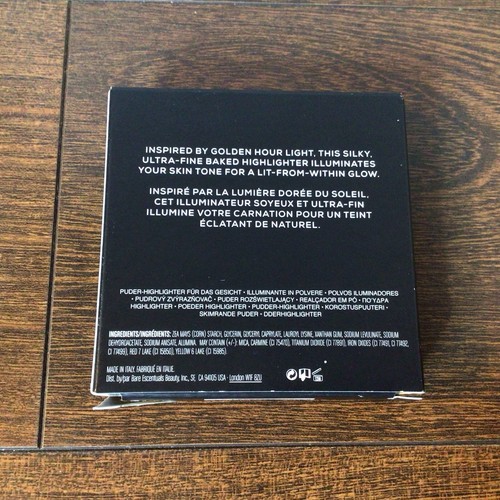 INSPIRED BY GOLDEN HOUR LIGHT, THIS SILKY,
ULTRA-FINE BAKED HIGHLIGHTER ILLUMINATES
YOUR SKIN TONE FOR A LIT-FROM-WITHIN GLOW.
INSPIRÉ PAR LA LUMIÈRE DORÉE DU SOLEIL,
CET ILLUMINATEUR SOYEUX ET ULTRA-FIN
ILLUMINE VOTRE CARNATION POUR UN TEINT
ÉCLATANT DE NATUREL.
PUDER-HIGHLIGHTER FÜR DAS GESICHT • ILLUMINANTE IN POLVERE • POLVOS ILUMINADORES
• PUDROVÝ ZVÝRAZŇOVAČ • PUDER ROZŚWIETLAJĄCY • REALÇADOR EM PÓ • ΠΟΥΔΡΑ
HIGHLIGHTER • POEDER HIGHLIGHTER • PUDDER-HIGHLIGHTER • KOROSTUSPUUTERI •
SKIMRANDE PUDER • DDERHIGHLIGHTER
INGREDIENTS/INGRÉDIENTS: ZEA MAYS (CORN) STARCH, GLYCERIN, GLYCERYL CAPRYLATE, LAUROYL LYSINE, XANTHAN GUM, SODIUM LEVULINATE, SODIUM
DEHYDROACETATE, SODIUM ANISATE, ALUMINA. MAY CONTAIN (+/-): MICA, CARMINE (CI 75470), TITANIUM DIOXIDE (CI 77891), IRON OXIDES (CI 77491, CI 77492,
CI 77499), RED 7 LAKE (CI 15850), YELLOW 6 LAKE (CI 15985).
MADE IN ITALY. FABRIQUÉ EN ITALIE.
Dist. by/par Bare Escentuals Beauty, Inc., SF, CA 94105 USA • London W1F 8ZU